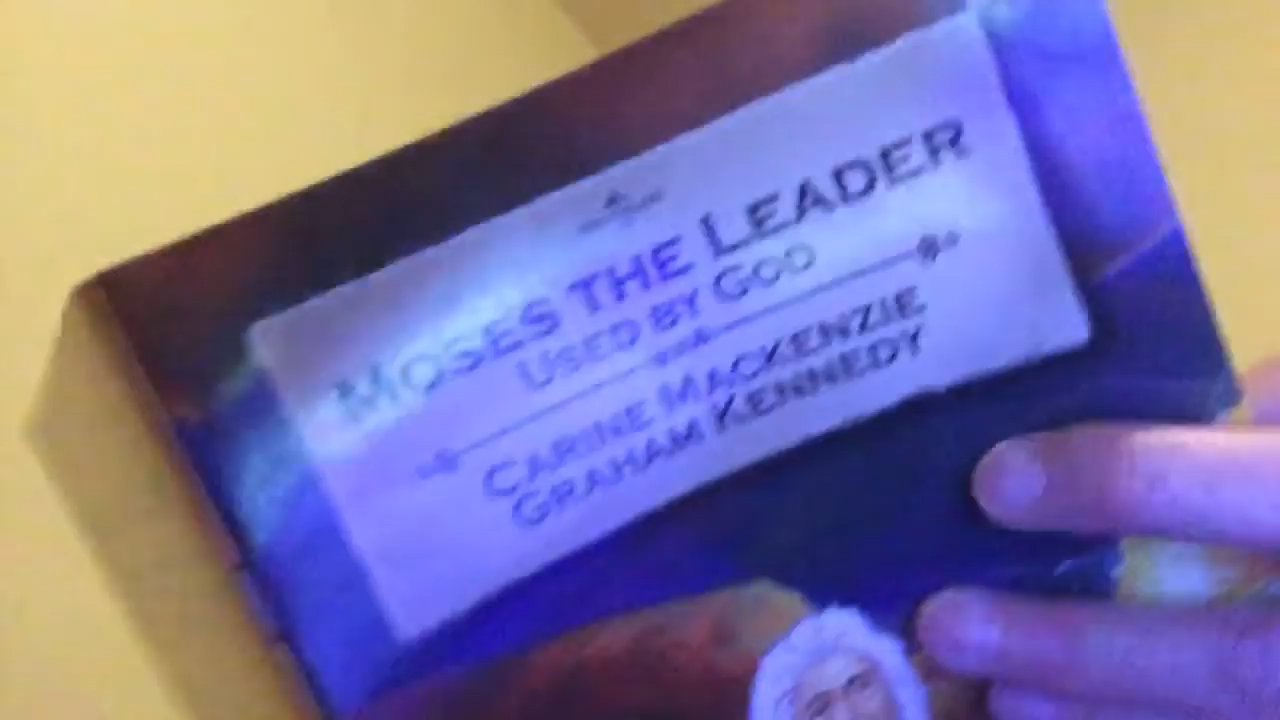 MOSES THE LEADER
USED BY GOD
CARINE MACKENZIE
GRAHAM KENNEDY